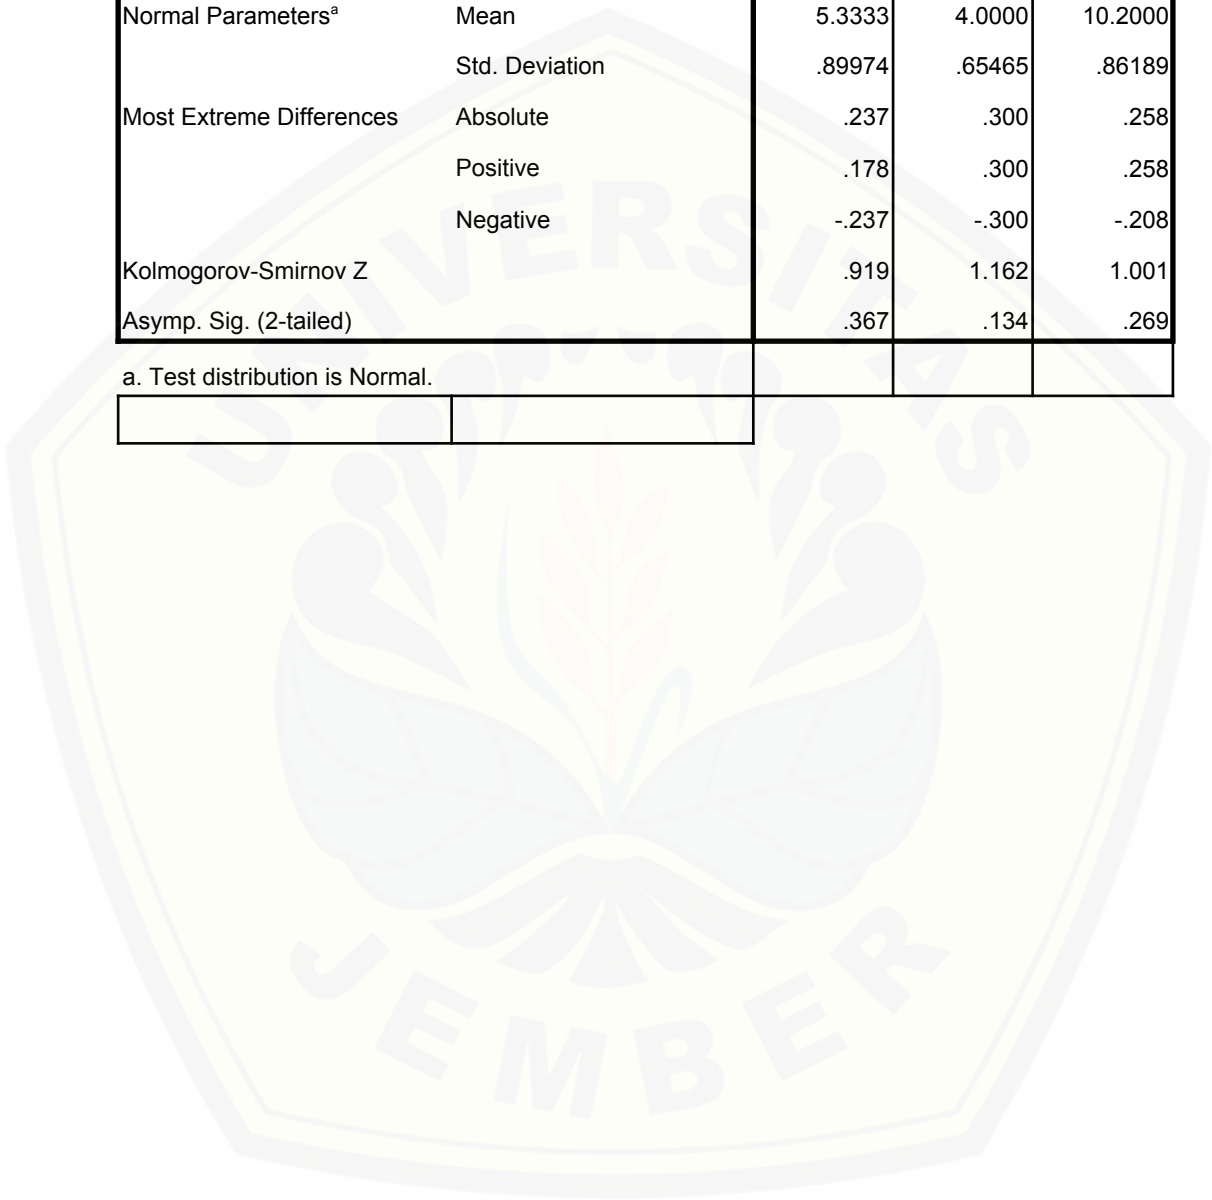 Normal Parametersᵃ Mean 5.3333 4.0000 10.2000
Std. Deviation .89974 .65465 .86189
Most Extreme Differences Absolute .237 .300 .258
Positive .178 .300 .258
Negative -.237 -.300 -.208
Kolmogorov-Smirnov Z .919 1.162 1.001
Asymp. Sig. (2-tailed) .367 .134 .269
a. Test distribution is Normal.
UNIVERSITAS
JEMBER